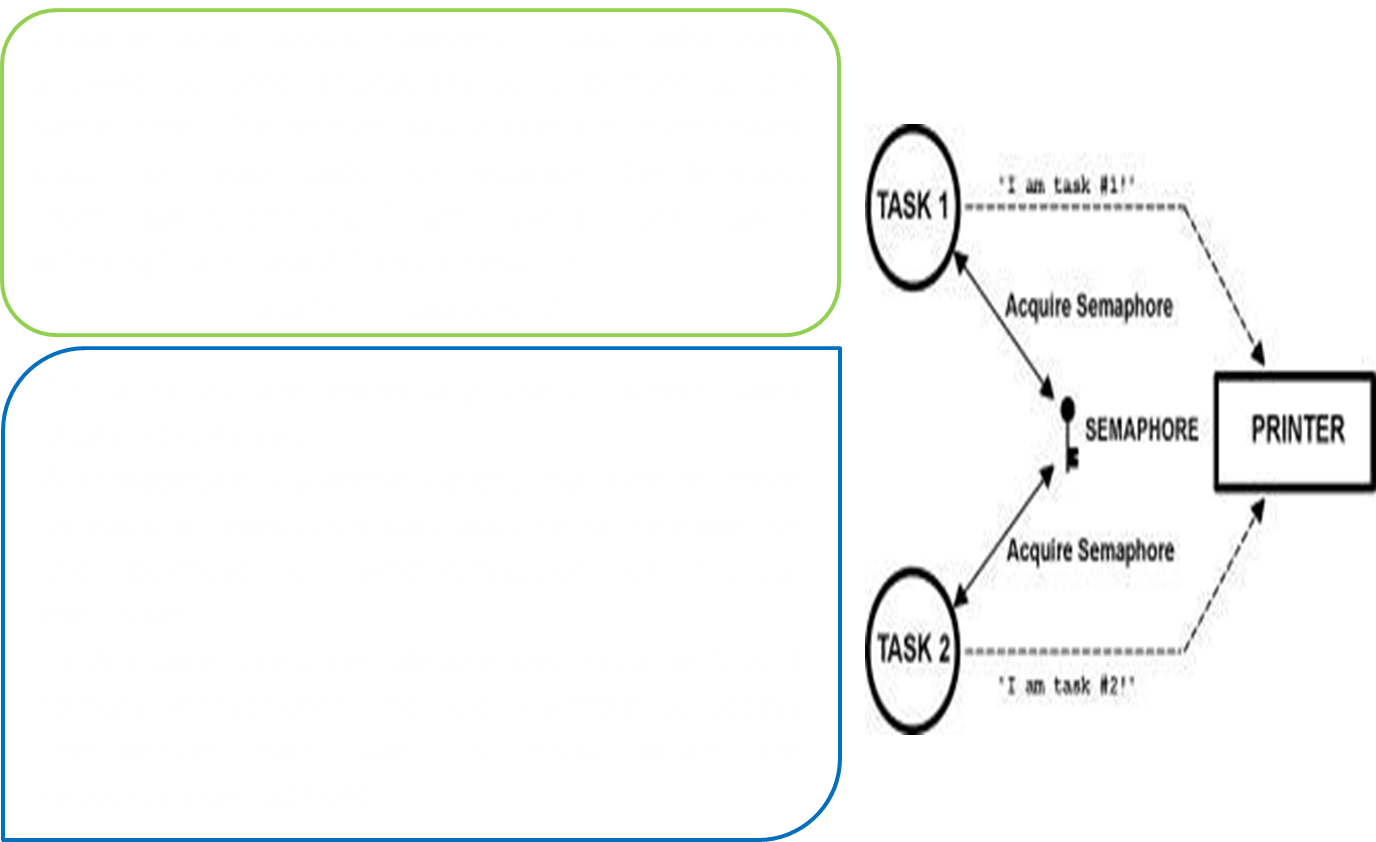 'I am task #1!'
TASK 1
Acquire Semaphore
SEMAPHORE
PRINTER
Acquire Semaphore
TASK 2
'I am task #2!'